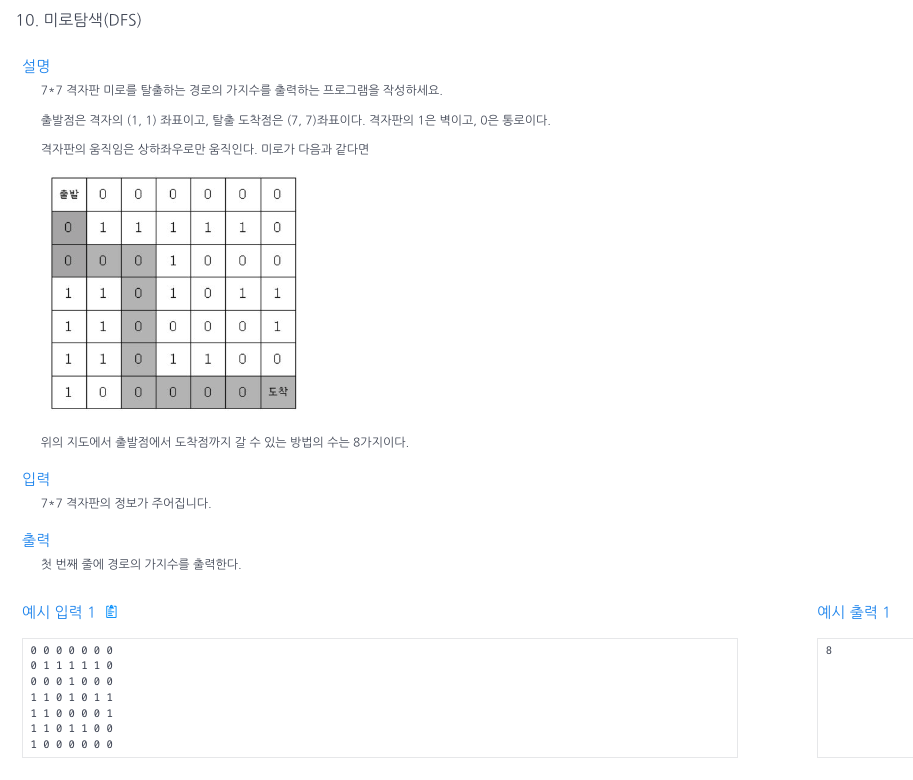 10. 미로탐색(DFS)
설명
7*7 격자판 미로를 탈출하는 경로의 가지수를 출력하는 프로그램을 작성하세요.
출발점은 격자의 (1, 1) 좌표이고, 탈출 도착점은 (7, 7)좌표이다. 격자판의 1은 벽이고, 0은 통로이다.
격자판의 움직임은 상하좌우로만 움직인다. 미로가 다음과 같다면
출발 0 0 0 0 0 0
0 1 1 1 1 1 0
0 0 0 1 0 0 0
1 1 0 1 0 1 1
1 1 0 0 0 0 1
1 1 0 1 1 0 0
1 0 0 0 0 0 도착
위의 지도에서 출발점에서 도착점까지 갈 수 있는 방법의 수는 8가지이다.
입력
7*7 격자판의 정보가 주어집니다.
출력
첫 번째 줄에 경로의 가지수를 출력한다.
예시 입력 1
0 0 0 0 0 0 0
0 1 1 1 1 1 0
0 0 0 1 0 0 0
1 1 0 1 0 1 1
1 1 0 0 0 0 1
1 1 0 1 1 0 0
1 0 0 0 0 0 0
예시 출력 1
8